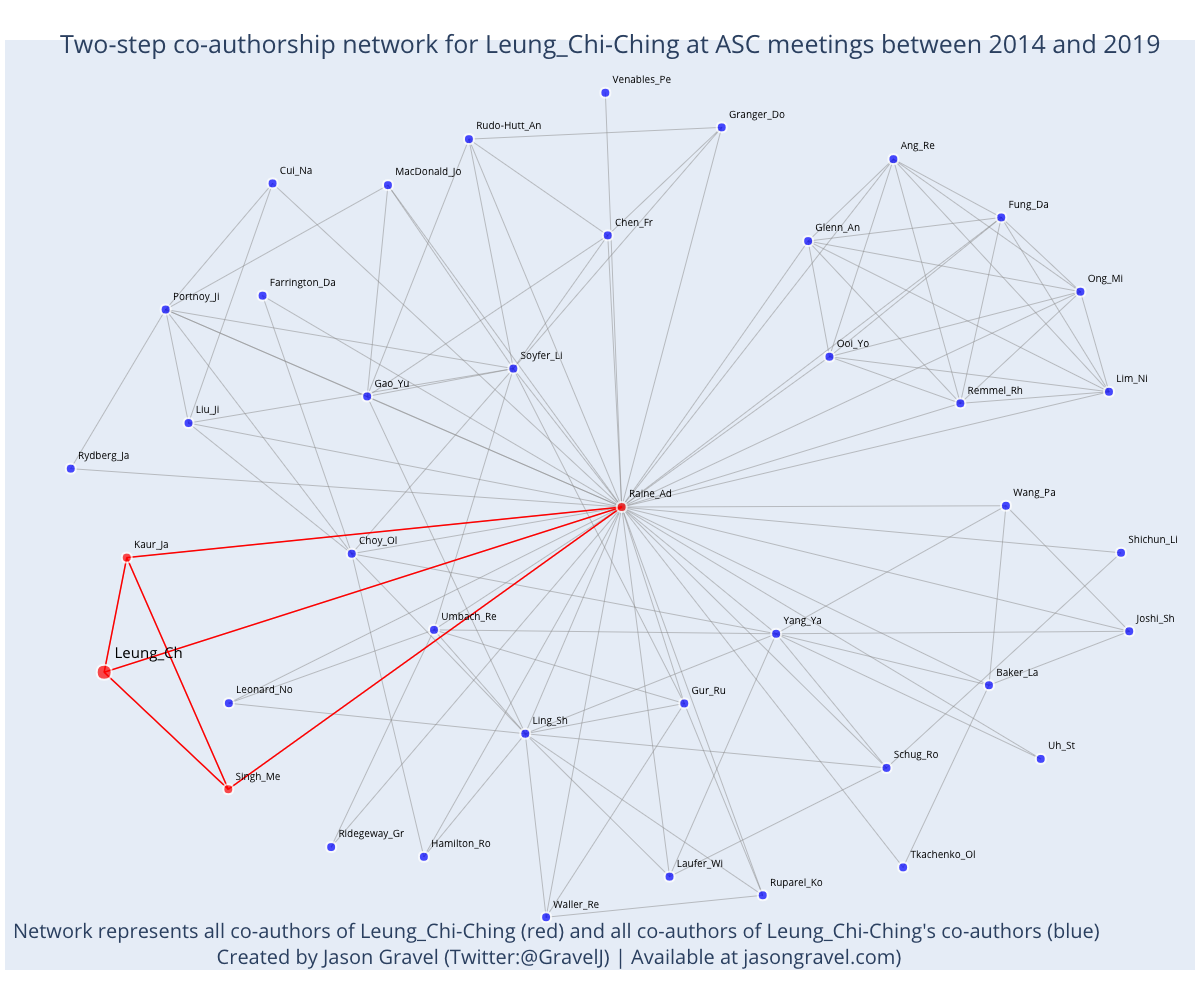 Two-step co-authorship network for Leung_Chi-Ching at ASC meetings between 2014 and 2019
Venables_Pe
Granger_Do
Rudo-Hutt_An
Ang_Re
Cui_Na
MacDonald_Jo
Fung_Da
Chen_Fr
Glenn_An
Ong_Mi
Farrington_Da
Portnoy_Ji
Ooi_Yo
Soyfer_Li
Lim_Ni
Gao_Yu
Remmel_Rh
Liu_Ji
Rydberg_Ja
Raine_Ad
Wang_Pa
Shichun_Li
Kaur_Ja
Choy_Ol
Umbach_Re
Yang_Ya
Joshi_Sh
Leung_Ch
Baker_La
Leonard_No
Gur_Ru
Ling_Sh
Uh_St
Schug_Ro
Singh_Me
Ridegeway_Gr
Hamilton_Ro
Tkachenko_Ol
Laufer_Wi
Ruparel_Ko
Waller_Re
Network represents all co-authors of Leung_Chi-Ching (red) and all co-authors of Leung_Chi-Ching's co-authors (blue)
Created by Jason Gravel (Twitter:@GravelJ) | Available at jasongravel.com)